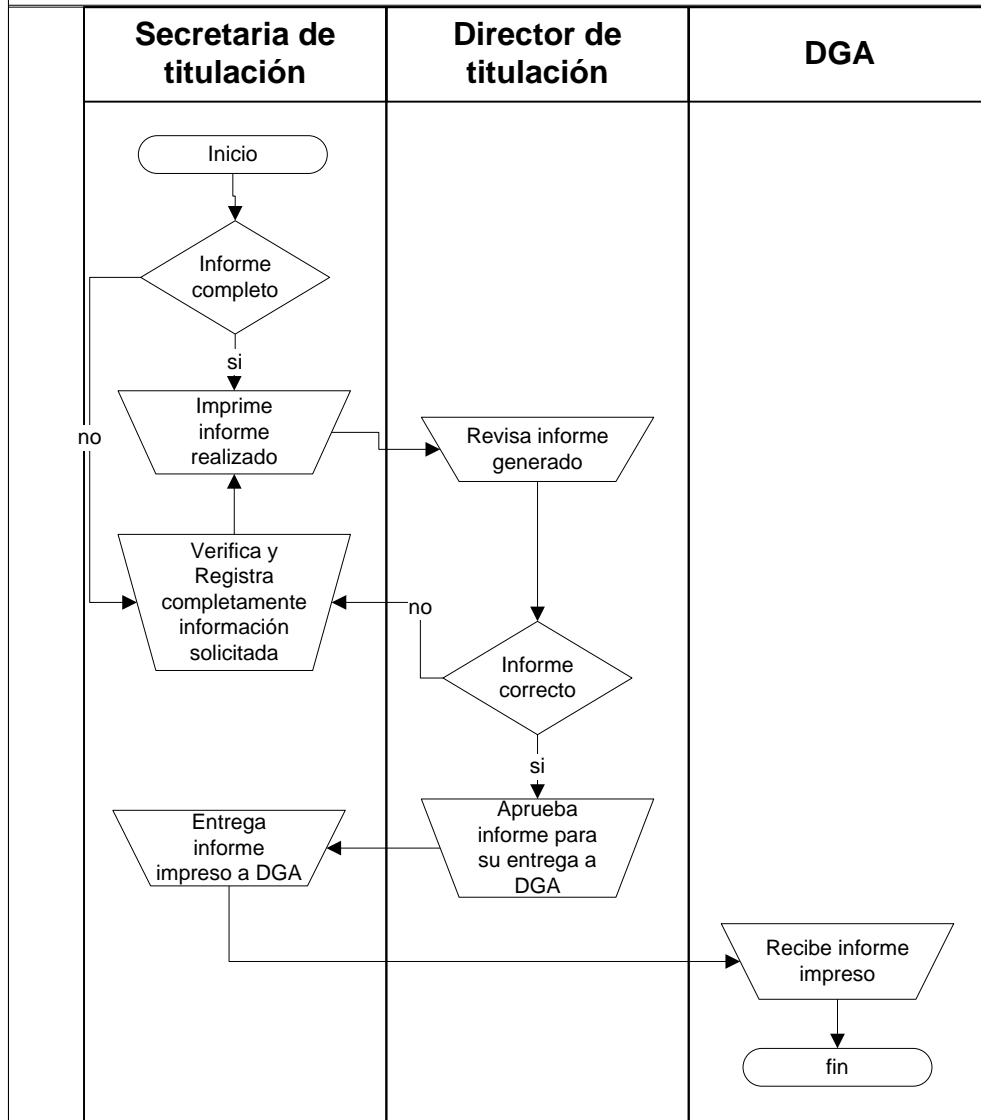 Secretaria de
titulación
Director de
titulación
DGA
Inicio
Informe
completo
si
no
Imprime
informe
realizado
Revisa informe
generado
Verifica y
Registra
completamente
información
solicitada
no
Informe
correcto
si
Entrega
informe
impreso a DGA
Aprueba
informe para
su entrega a
DGA
Recibe informe
impreso
fin